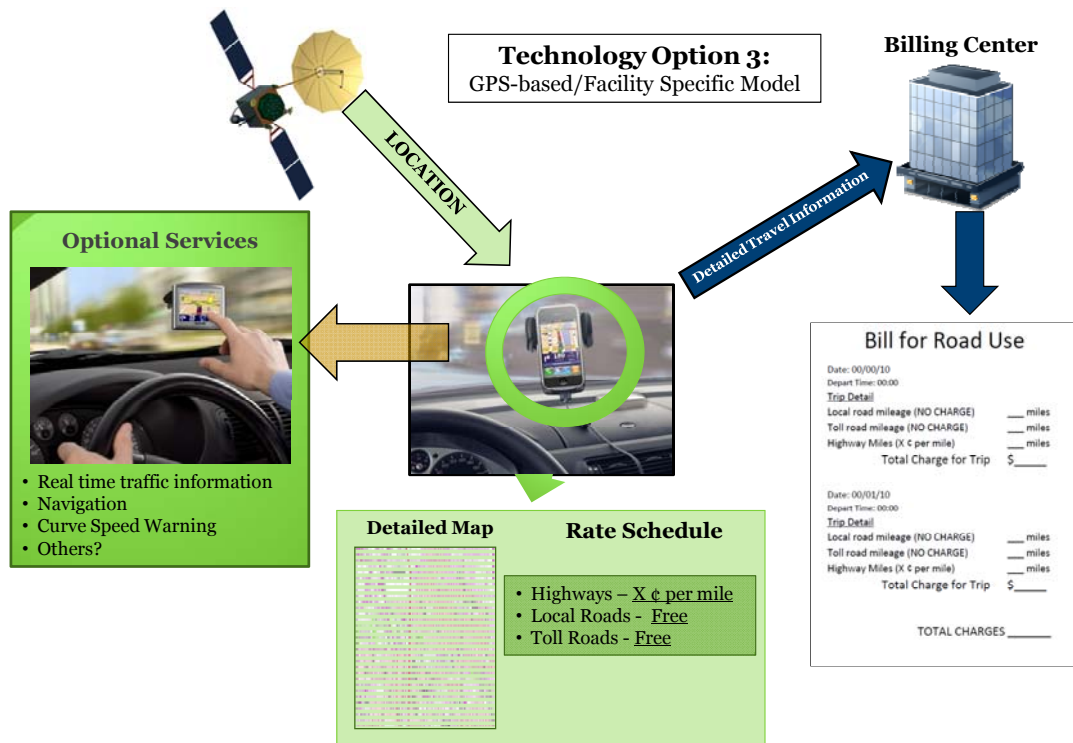 Technology Option 3:
GPS-based/Facility Specific Model
Billing Center
LOCATION
Detailed Travel Information
Optional Services
• Real time traffic information
• Navigation
• Curve Speed Warning
• Others?
Detailed Map
Rate Schedule
• Highways – X ¢ per mile
• Local Roads - Free
• Toll Roads - Free
Bill for Road Use
Date: 00/00/10
Depart Time: 00:00
Trip Detail
Local road mileage (NO CHARGE) ___ miles
Toll road mileage (NO CHARGE) ___ miles
Highway Miles (X ¢ per mile) ___ miles
Total Charge for Trip $_____
Date: 00/01/10
Depart Time: 00:00
Trip Detail
Local road mileage (NO CHARGE) ___ miles
Toll road mileage (NO CHARGE) ___ miles
Highway Miles (X ¢ per mile) ___ miles
Total Charge for Trip $_____
TOTAL CHARGES ______